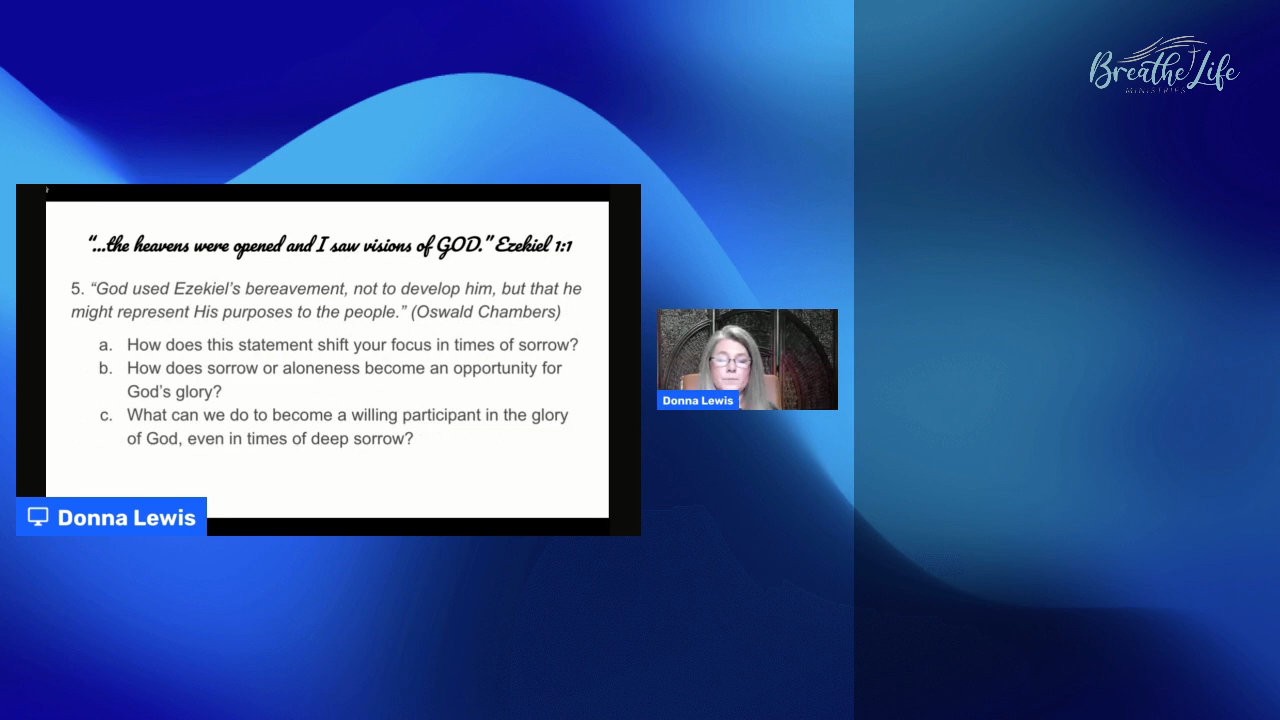 Breathe Life
MINISTRIES
“...the heavens were opened and I saw visions of GOD.” Ezekiel 1:1
5. “God used Ezekiel’s bereavement, not to develop him, but that he
might represent His purposes to the people.” (Oswald Chambers)
a. How does this statement shift your focus in times of sorrow?
b. How does sorrow or aloneness become an opportunity for
God’s glory?
c. What can we do to become a willing participant in the glory
of God, even in times of deep sorrow?
Donna Lewis
Donna Lewis